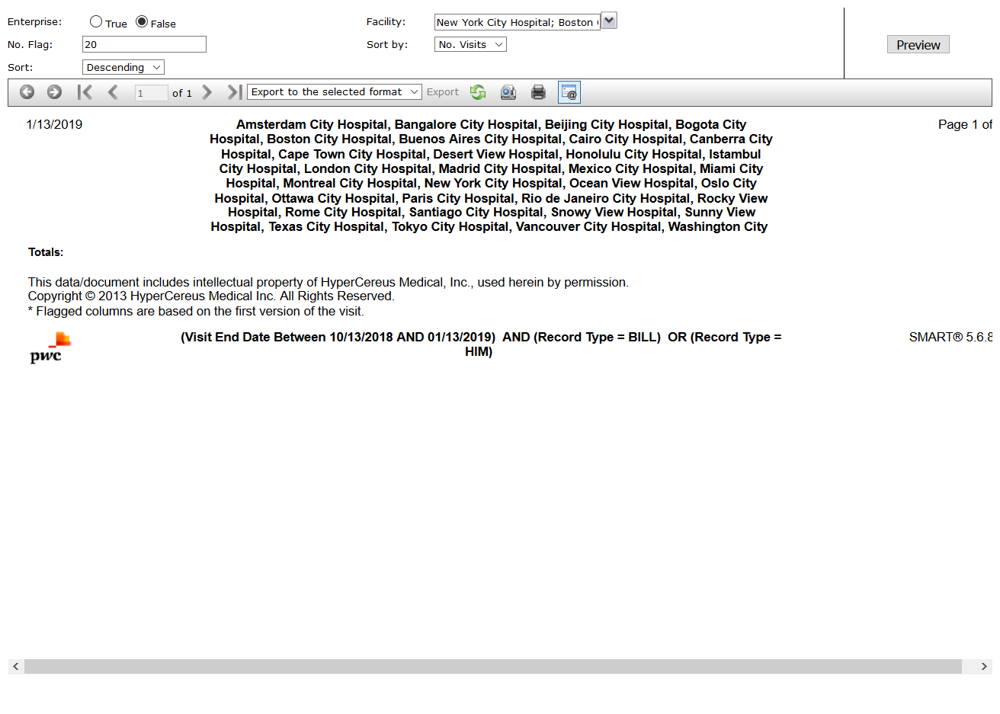 Enterprise: True False Facility: New York City Hospital; Boston
No. Flag: 20 Sort by: No. Visits Preview
Sort: Descending
1 of 1 Export to the selected format Export
1/13/2019 Amsterdam City Hospital, Bangalore City Hospital, Beijing City Hospital, Bogota City Page 1 of
Hospital, Boston City Hospital, Buenos Aires City Hospital, Cairo City Hospital, Canberra City
Hospital, Cape Town City Hospital, Desert View Hospital, Honolulu City Hospital, Istambul
City Hospital, London City Hospital, Madrid City Hospital, Mexico City Hospital, Miami City
Hospital, Montreal City Hospital, New York City Hospital, Ocean View Hospital, Oslo City
Hospital, Ottawa City Hospital, Paris City Hospital, Rio de Janeiro City Hospital, Rocky View
Hospital, Rome City Hospital, Santiago City Hospital, Snowy View Hospital, Sunny View
Hospital, Texas City Hospital, Tokyo City Hospital, Vancouver City Hospital, Washington City
Totals:
This data/document includes intellectual property of HyperCereus Medical, Inc., used herein by permission.
Copyright © 2013 HyperCereus Medical Inc. All Rights Reserved.
* Flagged columns are based on the first version of the visit.
pwc (Visit End Date Between 10/13/2018 AND 01/13/2019) AND (Record Type = BILL) OR (Record Type = SMART® 5.6.8
HIM)